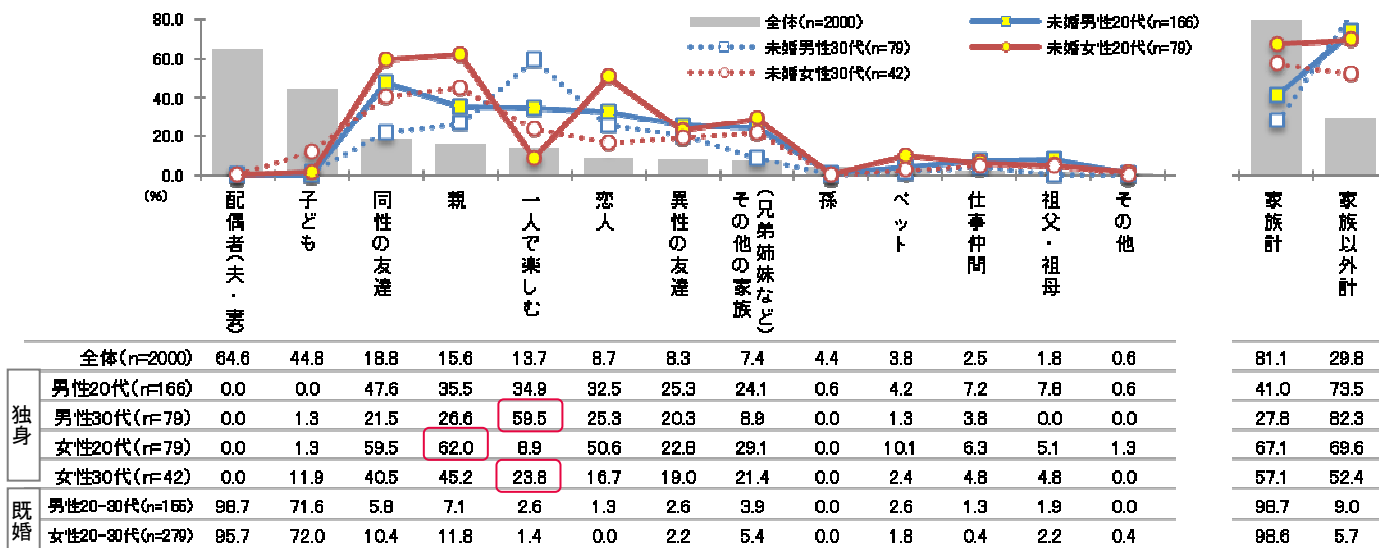 80.0
60.0
40.0
20.0
0.0
(%)
全体(n=2000)
未婚男性20代(n=166)
未婚男性30代(n=79)
未婚女性20代(n=79)
未婚女性30代(n=42)
配偶者(夫・妻)
子ども
同性の友達
親
一人で楽しむ
恋人
異性の友達
その他の家族
(兄弟姉妹など)
孫
ペット
仕事仲間
祖父・祖母
その他
家族計
家族以外計
全体(n=2000) 64.6 44.8 18.8 15.6 13.7 8.7 8.3 7.4 4.4 3.8 2.5 1.8 0.6 81.1 29.8
独身
男性20代(n=166) 0.0 0.0 47.6 35.5 34.9 32.5 25.3 24.1 0.6 4.2 7.2 7.8 0.6 41.0 73.5
男性30代(n=79) 0.0 1.3 21.5 26.6 59.5 25.3 20.3 8.9 0.0 1.3 3.8 0.0 0.0 27.8 82.3
女性20代(n=79) 0.0 1.3 59.5 62.0 8.9 50.6 22.8 29.1 0.0 10.1 6.3 5.1 1.3 67.1 69.6
女性30代(n=42) 0.0 11.9 40.5 45.2 23.8 16.7 19.0 21.4 0.0 2.4 4.8 4.8 0.0 57.1 52.4
既婚
男性20-30代 98.7 71.6 5.8 7.1 2.6 1.3 2.6 3.9 0.0 2.6 1.3 1.9 0.0 98.7 9.0
女性20-30代(n=279) 95.7 72.0 10.4 11.8 1.4 0.0 2.2 5.4 0.0 1.8 0.4 2.2 0.4 98.6 5.7